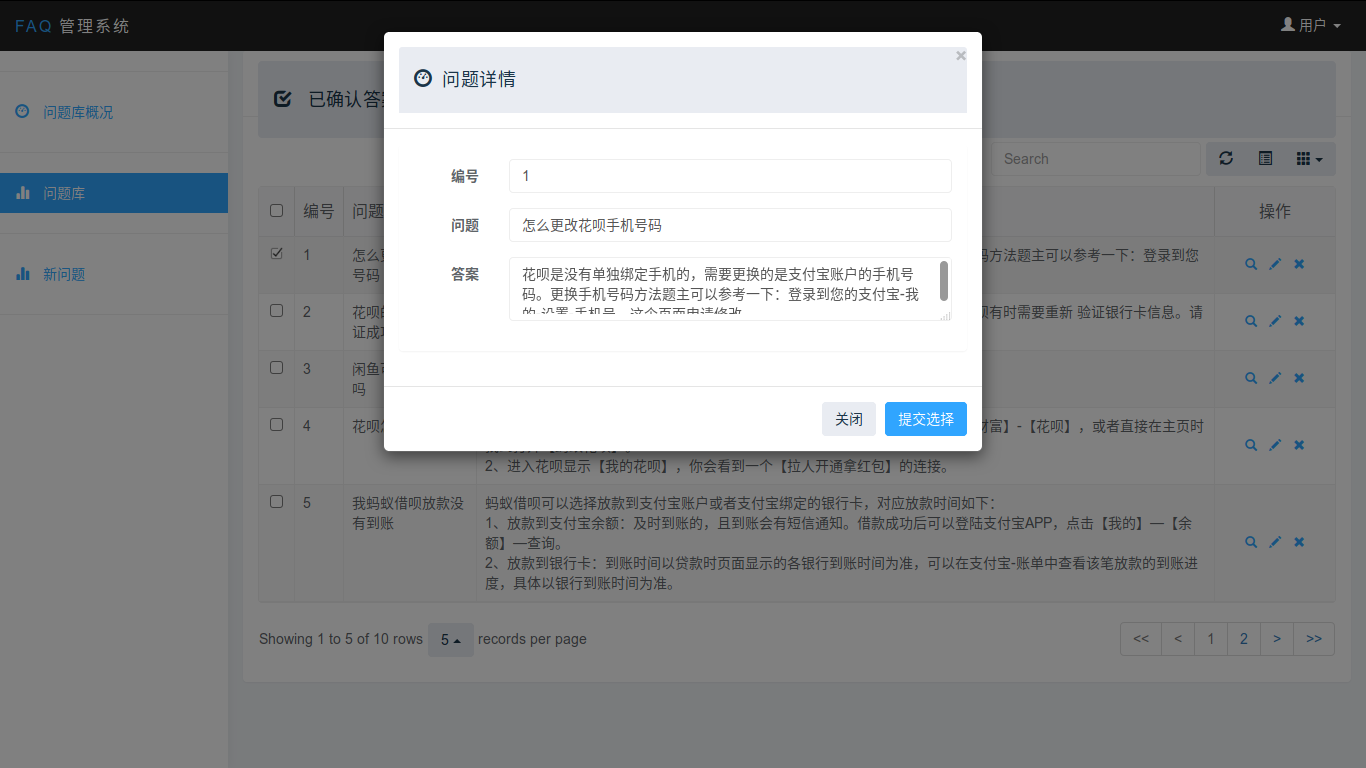 FAQ 管理系统
用户
问题库概况
问题库
新问题
已确认答
Search
编号
问题
操作
1
怎么
号码
码方法题主可以参考一下：登录到您
2
花呗
证成
呗有时需要重新 验证银行卡信息。请
3
闲鱼
吗
4
花呗
财富】-【花呗】，或者直接在主页时
2、进入花呗显示【我的花呗】，你会看到一个【拉人开通拿红包】的连接。
5
我蚂蚁借呗放款没
有到账
蚂蚁借呗可以选择放款到支付宝账户或者支付宝绑定的银行卡，对应放款时间如下：
1、放款到支付宝余额：及时到账的，且到账会有短信通知。借款成功后可以登陆支付宝APP，点击【我的】—【余
额】—查询。
2、放款到银行卡：到账时间以贷款时页面显示的各银行到账时间为准，可以在支付宝-账单中查看该笔放款的到账进
度，具体以银行到账时间为准。
Showing 1 to 5 of 10 rows 5 records per page
<< < 1 2 > >>
问题详情
×
编号 1
问题 怎么更改花呗手机号码
答案 花呗是没有单独绑定手机的，需要更换的是支付宝账户的手机号
码。更换手机号码方法题主可以参考一下：登录到您的支付宝-我
的-设置-手机号，这个页面申请修改
关闭 提交选择